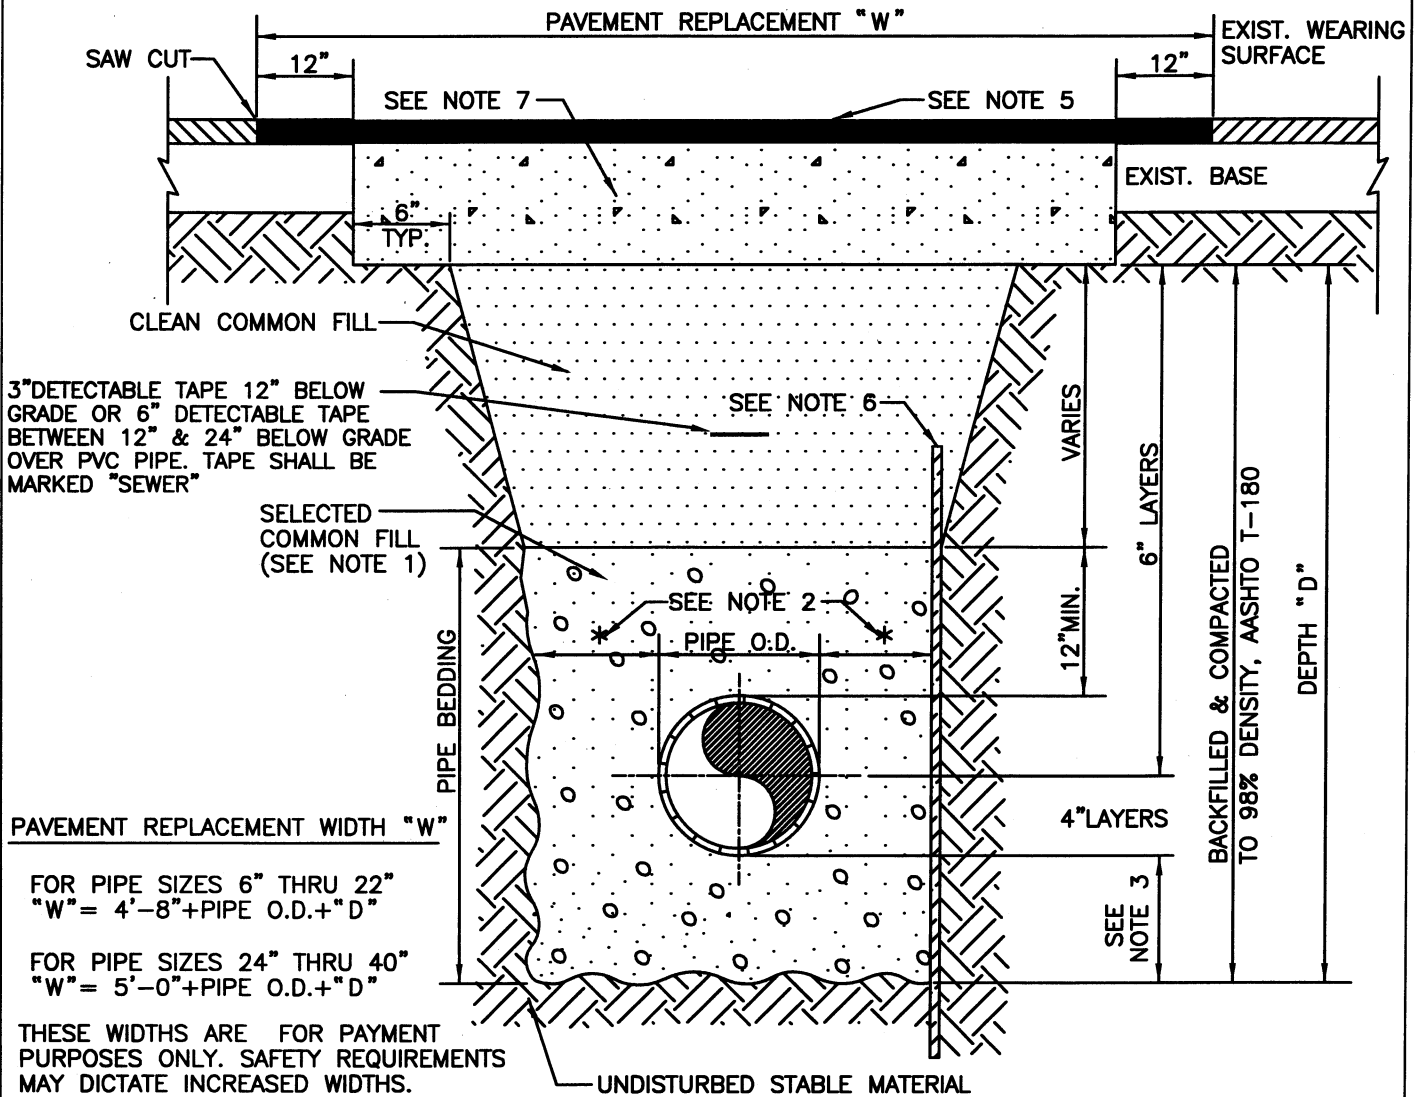 PAVEMENT REPLACEMENT "W"
EXIST. WEARING
SURFACE
SAW CUT
12"
12"
SEE NOTE 7
SEE NOTE 5
EXIST. BASE
6"
TYP.
CLEAN COMMON FILL
3"DETECTABLE TAPE 12" BELOW
GRADE OR 6" DETECTABLE TAPE
BETWEEN 12" & 24" BELOW GRADE
OVER PVC PIPE. TAPE SHALL BE
MARKED "SEWER"
SEE NOTE 6
VARIES
6" LAYERS
BACKFILLED & COMPACTED
TO 98% DENSITY, AASHTO T-180
DEPTH "D"
SELECTED
COMMON FILL
(SEE NOTE 1)
SEE NOTE 2
* *
PIPE O.D.
12"MIN.
PIPE BEDDING
4"LAYERS
SEE
NOTE 3
PAVEMENT REPLACEMENT WIDTH "W"
FOR PIPE SIZES 6" THRU 22"
"W"= 4'-8"+PIPE O.D.+"D"
FOR PIPE SIZES 24" THRU 40"
"W"= 5'-0"+PIPE O.D.+"D"
THESE WIDTHS ARE FOR PAYMENT
PURPOSES ONLY. SAFETY REQUIREMENTS
MAY DICTATE INCREASED WIDTHS.
UNDISTURBED STABLE MATERIAL